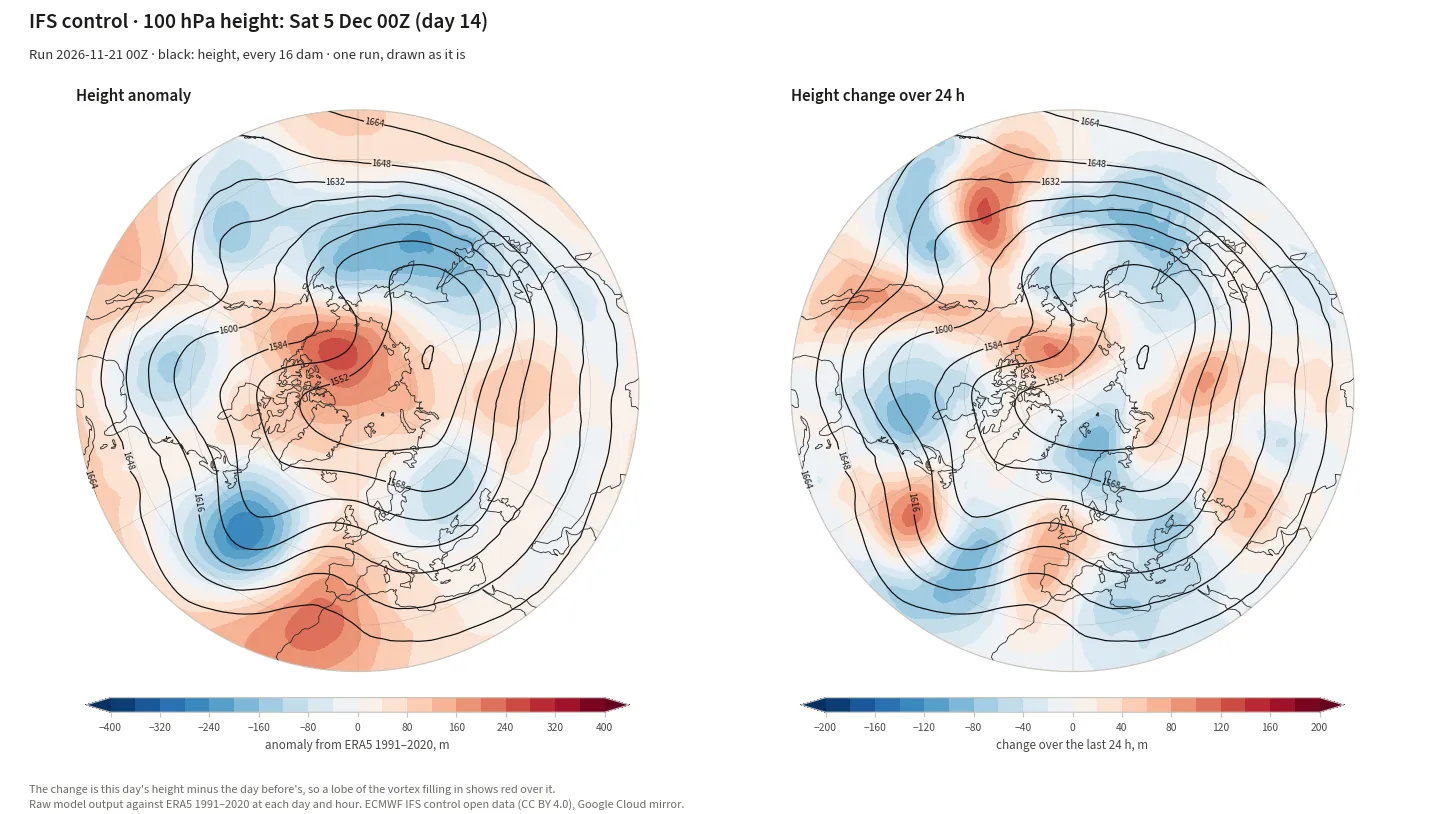 IFS control · 100 hPa height: Sat 5 Dec 00Z (day 14)
Run 2026-11-21 00Z · black: height, every 16 dam · one run, drawn as it is
Height anomaly
Height change over 24 h
1664
1648
1632
1600
1584
1552
1568
1648
1664
1616
1664
1648
1632
1600
1584
1552
1568
1648
1664
1616
−400 −320 −240 −160 −80 0 80 160 240 320 400
anomaly from ERA5 1991–2020, m
−200 −160 −120 −80 −40 0 40 80 120 160 200
change over the last 24 h, m
The change is this day's height minus the day before's, so a lobe of the vortex filling in shows red over it.
Raw model output against ERA5 1991–2020 at each day and hour. ECMWF IFS control open data (CC BY 4.0), Google Cloud mirror.